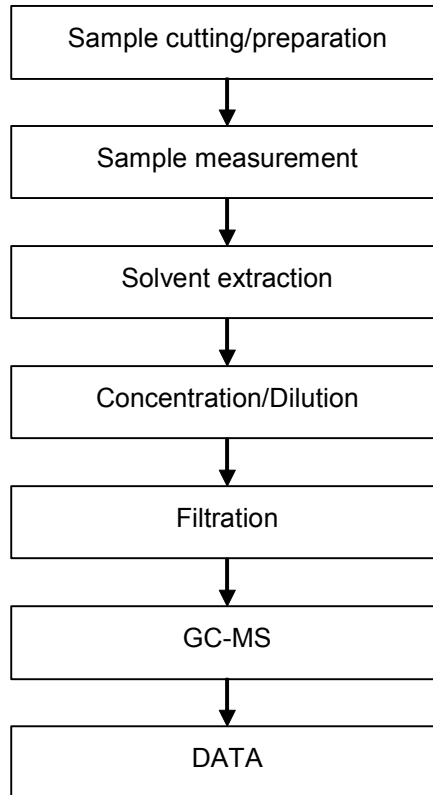 Sample cutting/preparation
Sample measurement
Solvent extraction
Concentration/Dilution
Filtration
GC-MS
DATA